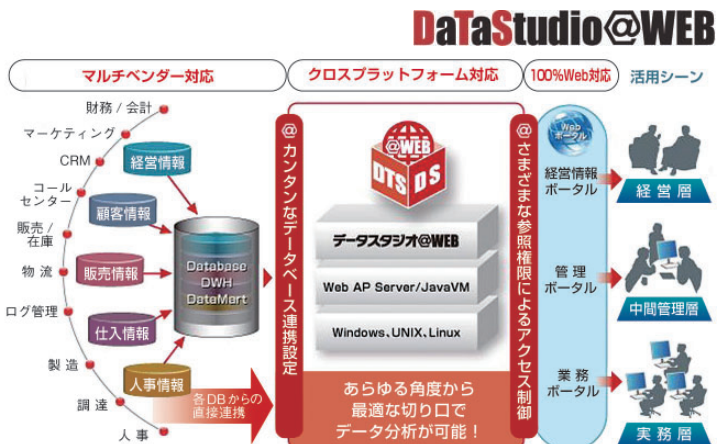 DaTaStudio@WEB
マルチベンダー対応
クロスプラットフォーム対応
100%Web対応
活用シーン
財務 / 会計
マーケティング
CRM
コール
センター
販売 /
在庫
物 流
ログ管理
製 造
調 達
人 事
経営情報
顧客情報
販売情報
仕入情報
人事情報
Database
DWH
DataMart
各DBからの
直接連携
@カンタンなデータベース連携設定
@WEB
DTS
DS
データスタジオ@WEB
Web AP Server/JavaVM
Windows、UNIX、Linux
あらゆる角度から
最適な切り口で
データ分析が可能！
@さまざまな参照権限によるアクセス制御
Web
ポータル
経営情報
ポータル
管 理
ポータル
業 務
ポータル
経 営 層
中間管理層
実 務 層